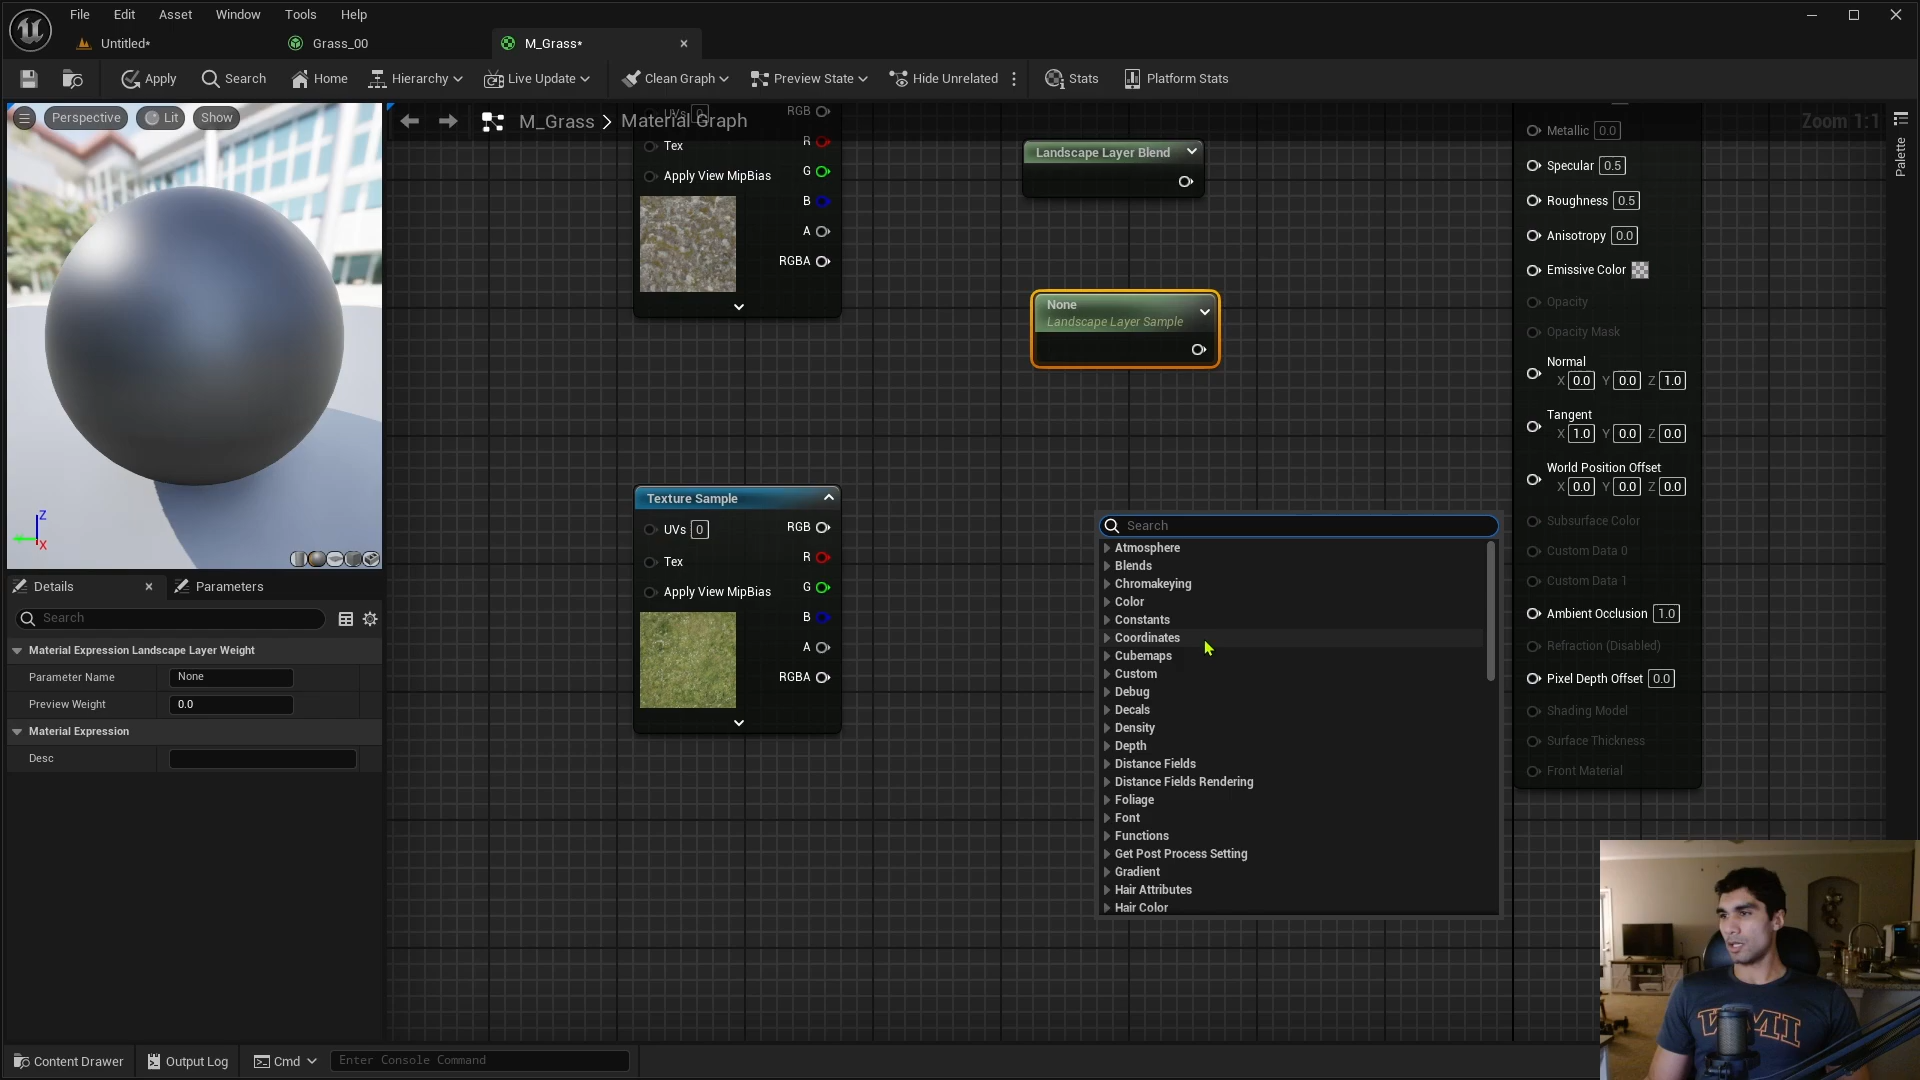 File Edit Asset Window Tools Help
Untitled* Grass_00 M_Grass*
Apply Search Home Hierarchy Live Update Clean Graph Preview State Hide Unrelated Stats Platform Stats
Perspective Lit Show
M_Grass > Material Graph
Zoom 1:1
Palette
UVs 0 RGB
Tex R
Apply View MipBias G
B
A
RGBA
Landscape Layer Blend
None
Landscape Layer Sample
Texture Sample
UVs 0 RGB
Tex R
Apply View MipBias G
B
A
RGBA
Metallic 0.0
Specular 0.5
Roughness 0.5
Anisotropy 0.0
Emissive Color
Opacity
Opacity Mask
Normal
X 0.0 Y 0.0 Z 1.0
Tangent
X 1.0 Y 0.0 Z 0.0
World Position Offset
X 0.0 Y 0.0 Z 0.0
Subsurface Color
Custom Data 0
Custom Data 1
Ambient Occlusion 1.0
Refraction (Disabled)
Pixel Depth Offset 0.0
Shading Model
Surface Thickness
Front Material
Search
Atmosphere
Blends
Chromakeying
Color
Constants
Coordinates
Cubemaps
Custom
Debug
Decals
Density
Depth
Distance Fields
Distance Fields Rendering
Foliage
Font
Functions
Get Post Process Setting
Gradient
Hair Attributes
Hair Color
Z
X
Details Parameters
Search
Material Expression Landscape Layer Weight
Parameter Name None
Preview Weight 0.0
Material Expression
Desc
VMI
Content Drawer Output Log Cmd Enter Console Command